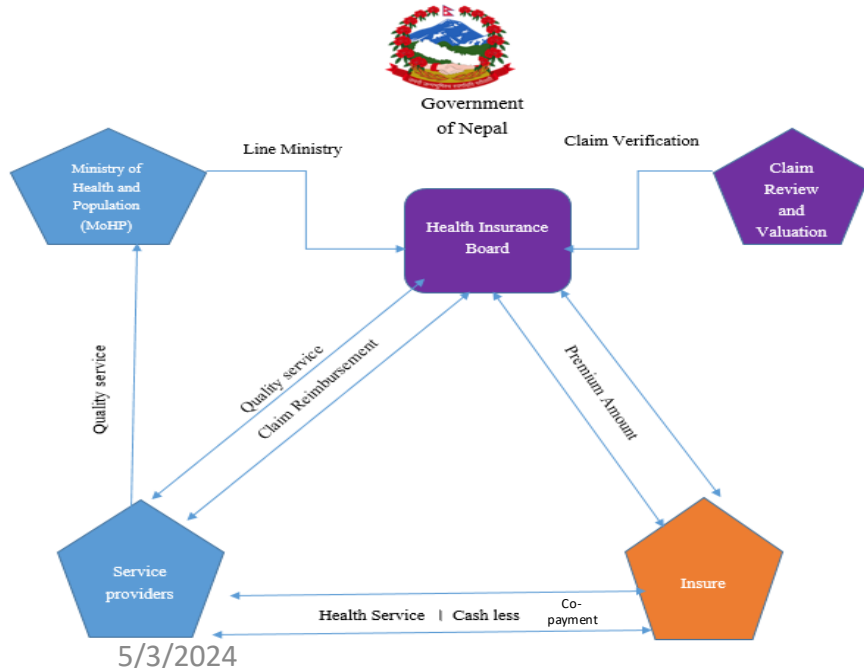 Government
of Nepal
Line Ministry
Claim Verification
Ministry of
Health and
Population
(MoHP)
Claim
Review
and
Valuation
Health Insurance
Board
Quality service
Quality service
Claim Reimbursement
Premium Amount
Service
providers
Insure
Health Service | Cash less
Co-
payment
5/3/2024